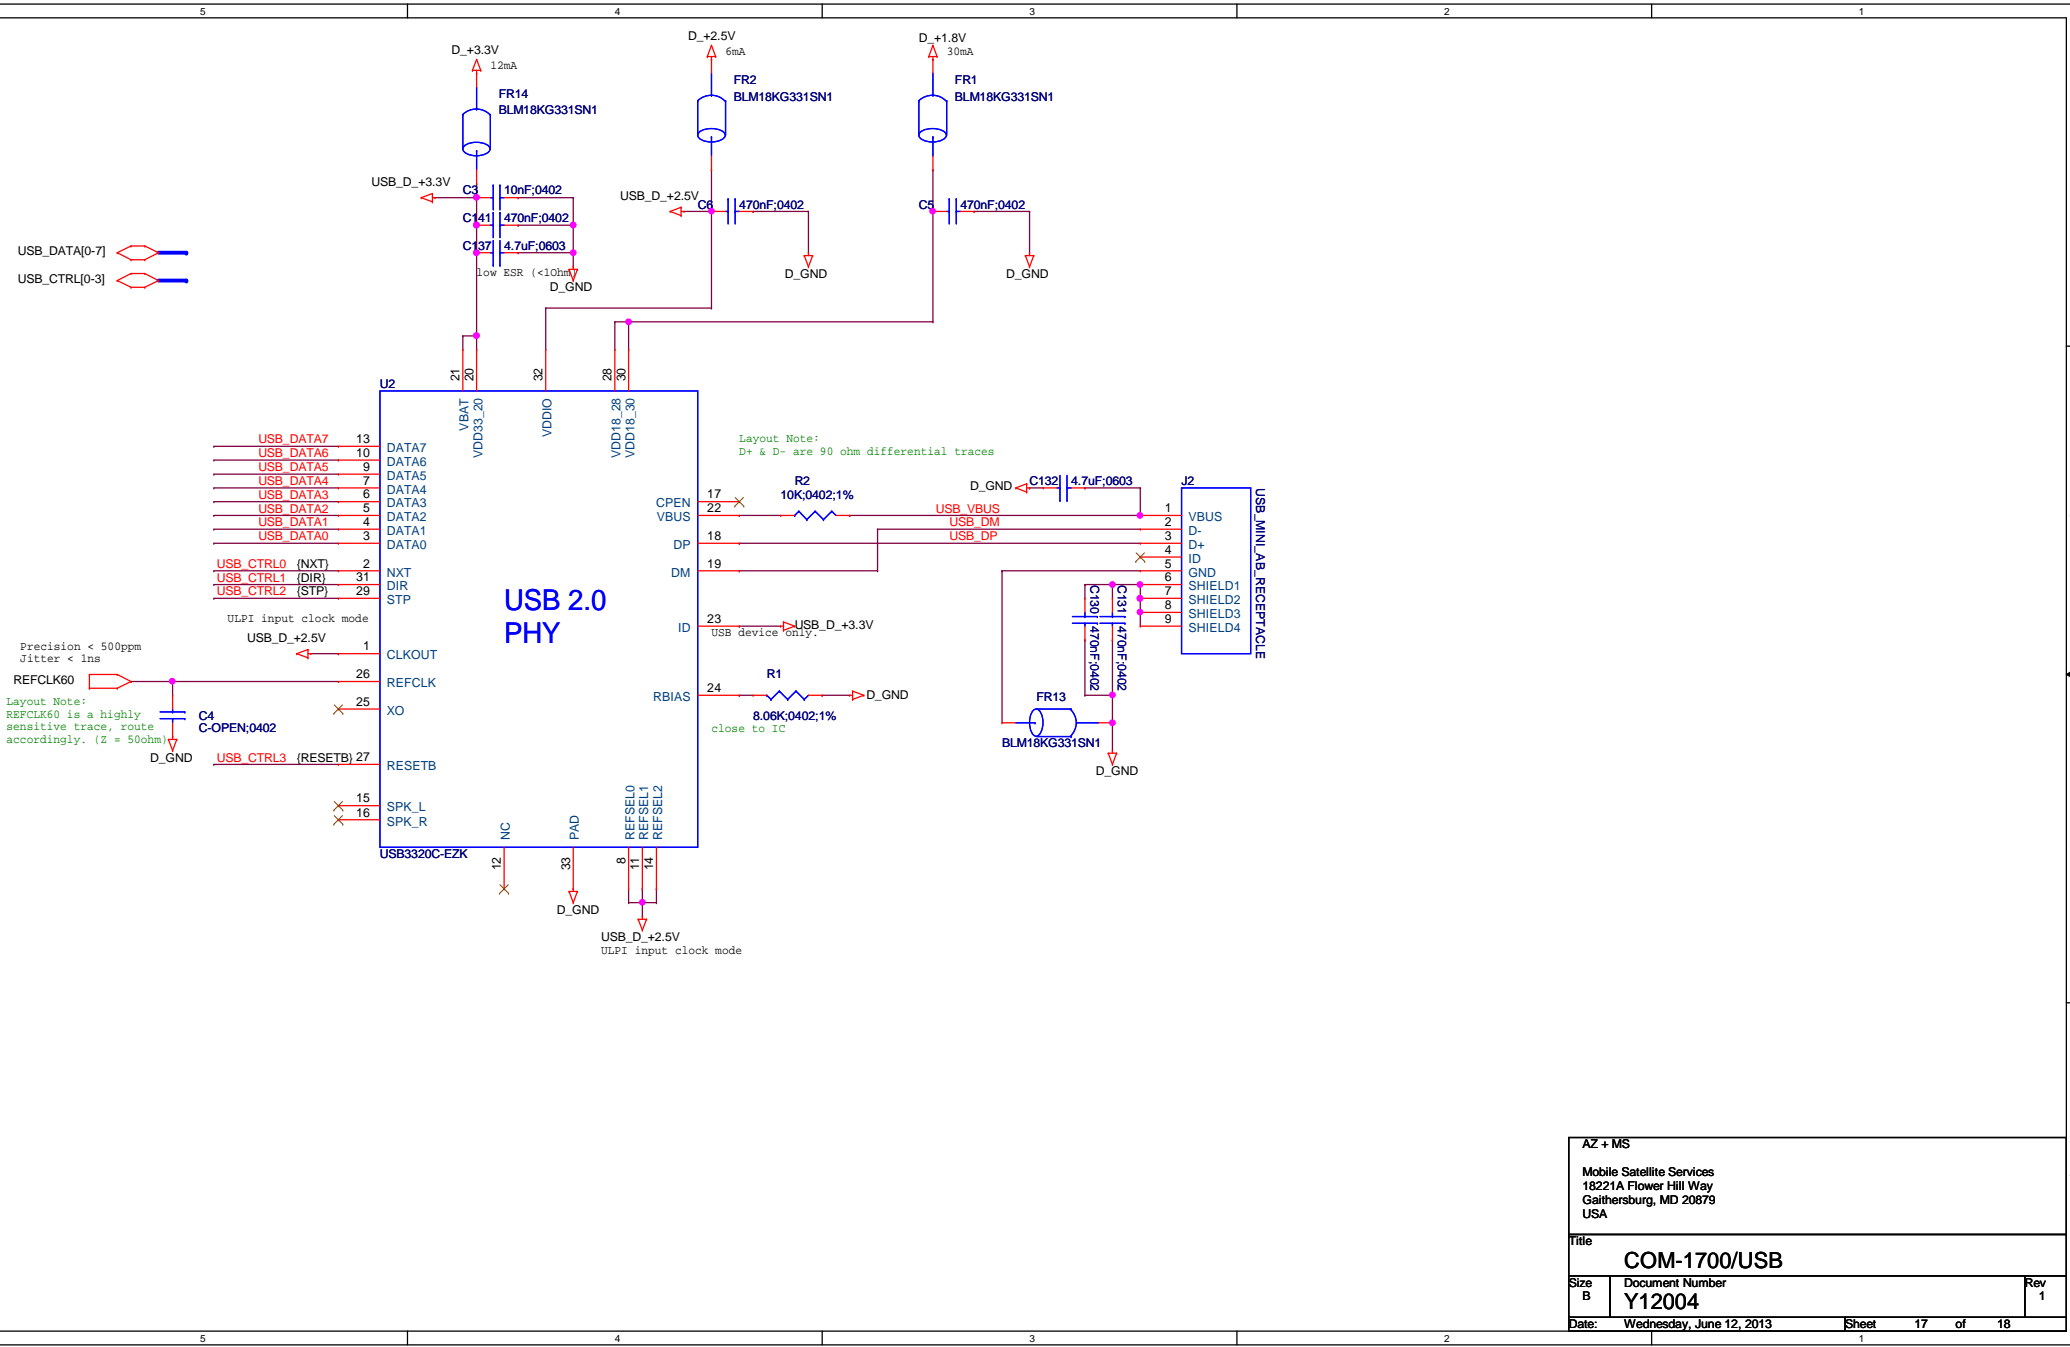 5
4
3
2
1
D_+3.3V
12mA
FR14
BLM18KG331SN1
D_+2.5V
6mA
FR2
BLM18KG331SN1
D_+1.8V
30mA
FR1
BLM18KG331SN1
USB_D_+3.3V
C3
10nF;0402
C141
470nF;0402
C137
4.7uF;0603
low ESR (<1Ohm
D_GND
USB_D_+2.5V
C6
470nF;0402
D_GND
C5
470nF;0402
D_GND
USB_DATA[0-7]
USB_CTRL[0-3]
21
20
32
28
30
U2
VBAT
VDD33_20
VDDIO
VDD18_28
VDD18_30
USB_DATA7 13 DATA7
USB_DATA6 10 DATA6
USB_DATA5 9 DATA5
USB_DATA4 7 DATA4
USB_DATA3 6 DATA3
USB_DATA2 5 DATA2
USB_DATA1 4 DATA1
USB_DATA0 3 DATA0
USB_CTRL0 {NXT} 2 NXT
USB_CTRL1 {DIR} 31 DIR
USB_CTRL2 {STP} 29 STP
ULPI input clock mode
USB_D_+2.5V
1 CLKOUT
Precision < 500ppm
Jitter < 1ns
REFCLK60
26 REFCLK
Layout Note:
REFCLK60 is a highly
sensitive trace, route
accordingly. (Z = 50ohm)
C4
C-OPEN;0402
D_GND
25 XO
USB_CTRL3 {RESETB} 27 RESETB
15 SPK_L
16 SPK_R
USB 2.0
PHY
USB3320C-EZK
NC
PAD
REFSEL0
REFSEL1
REFSEL2
12
33
8
11
14
D_GND
USB_D_+2.5V
ULPI input clock mode
Layout Note:
D+ & D- are 90 ohm differential traces
CPEN 17
VBUS 22
R2
10K;0402;1%
DP 18
DM 19
ID 23
USB_D_+3.3V
USB device only.
RBIAS 24
R1
8.06K;0402;1%
close to IC
D_GND
D_GND
C132
4.7uF;0603
USB_VBUS
USB_DM
USB_DP
J2
1 VBUS
2 D-
3 D+
4 ID
5 GND
6 SHIELD1
7 SHIELD2
8 SHIELD3
9 SHIELD4
USB_MINI_AB_RECEPTACLE
C130
470nF;0402
C131
470nF;0402
FR13
BLM18KG331SN1
D_GND
AZ + MS
Mobile Satellite Services
18221A Flower Hill Way
Gaithersburg, MD 20879
USA
Title
COM-1700/USB
Size
B
Document Number
Y12004
Rev
1
Date: Wednesday, June 12, 2013 Sheet 17 of 18
5
4
3
2
1